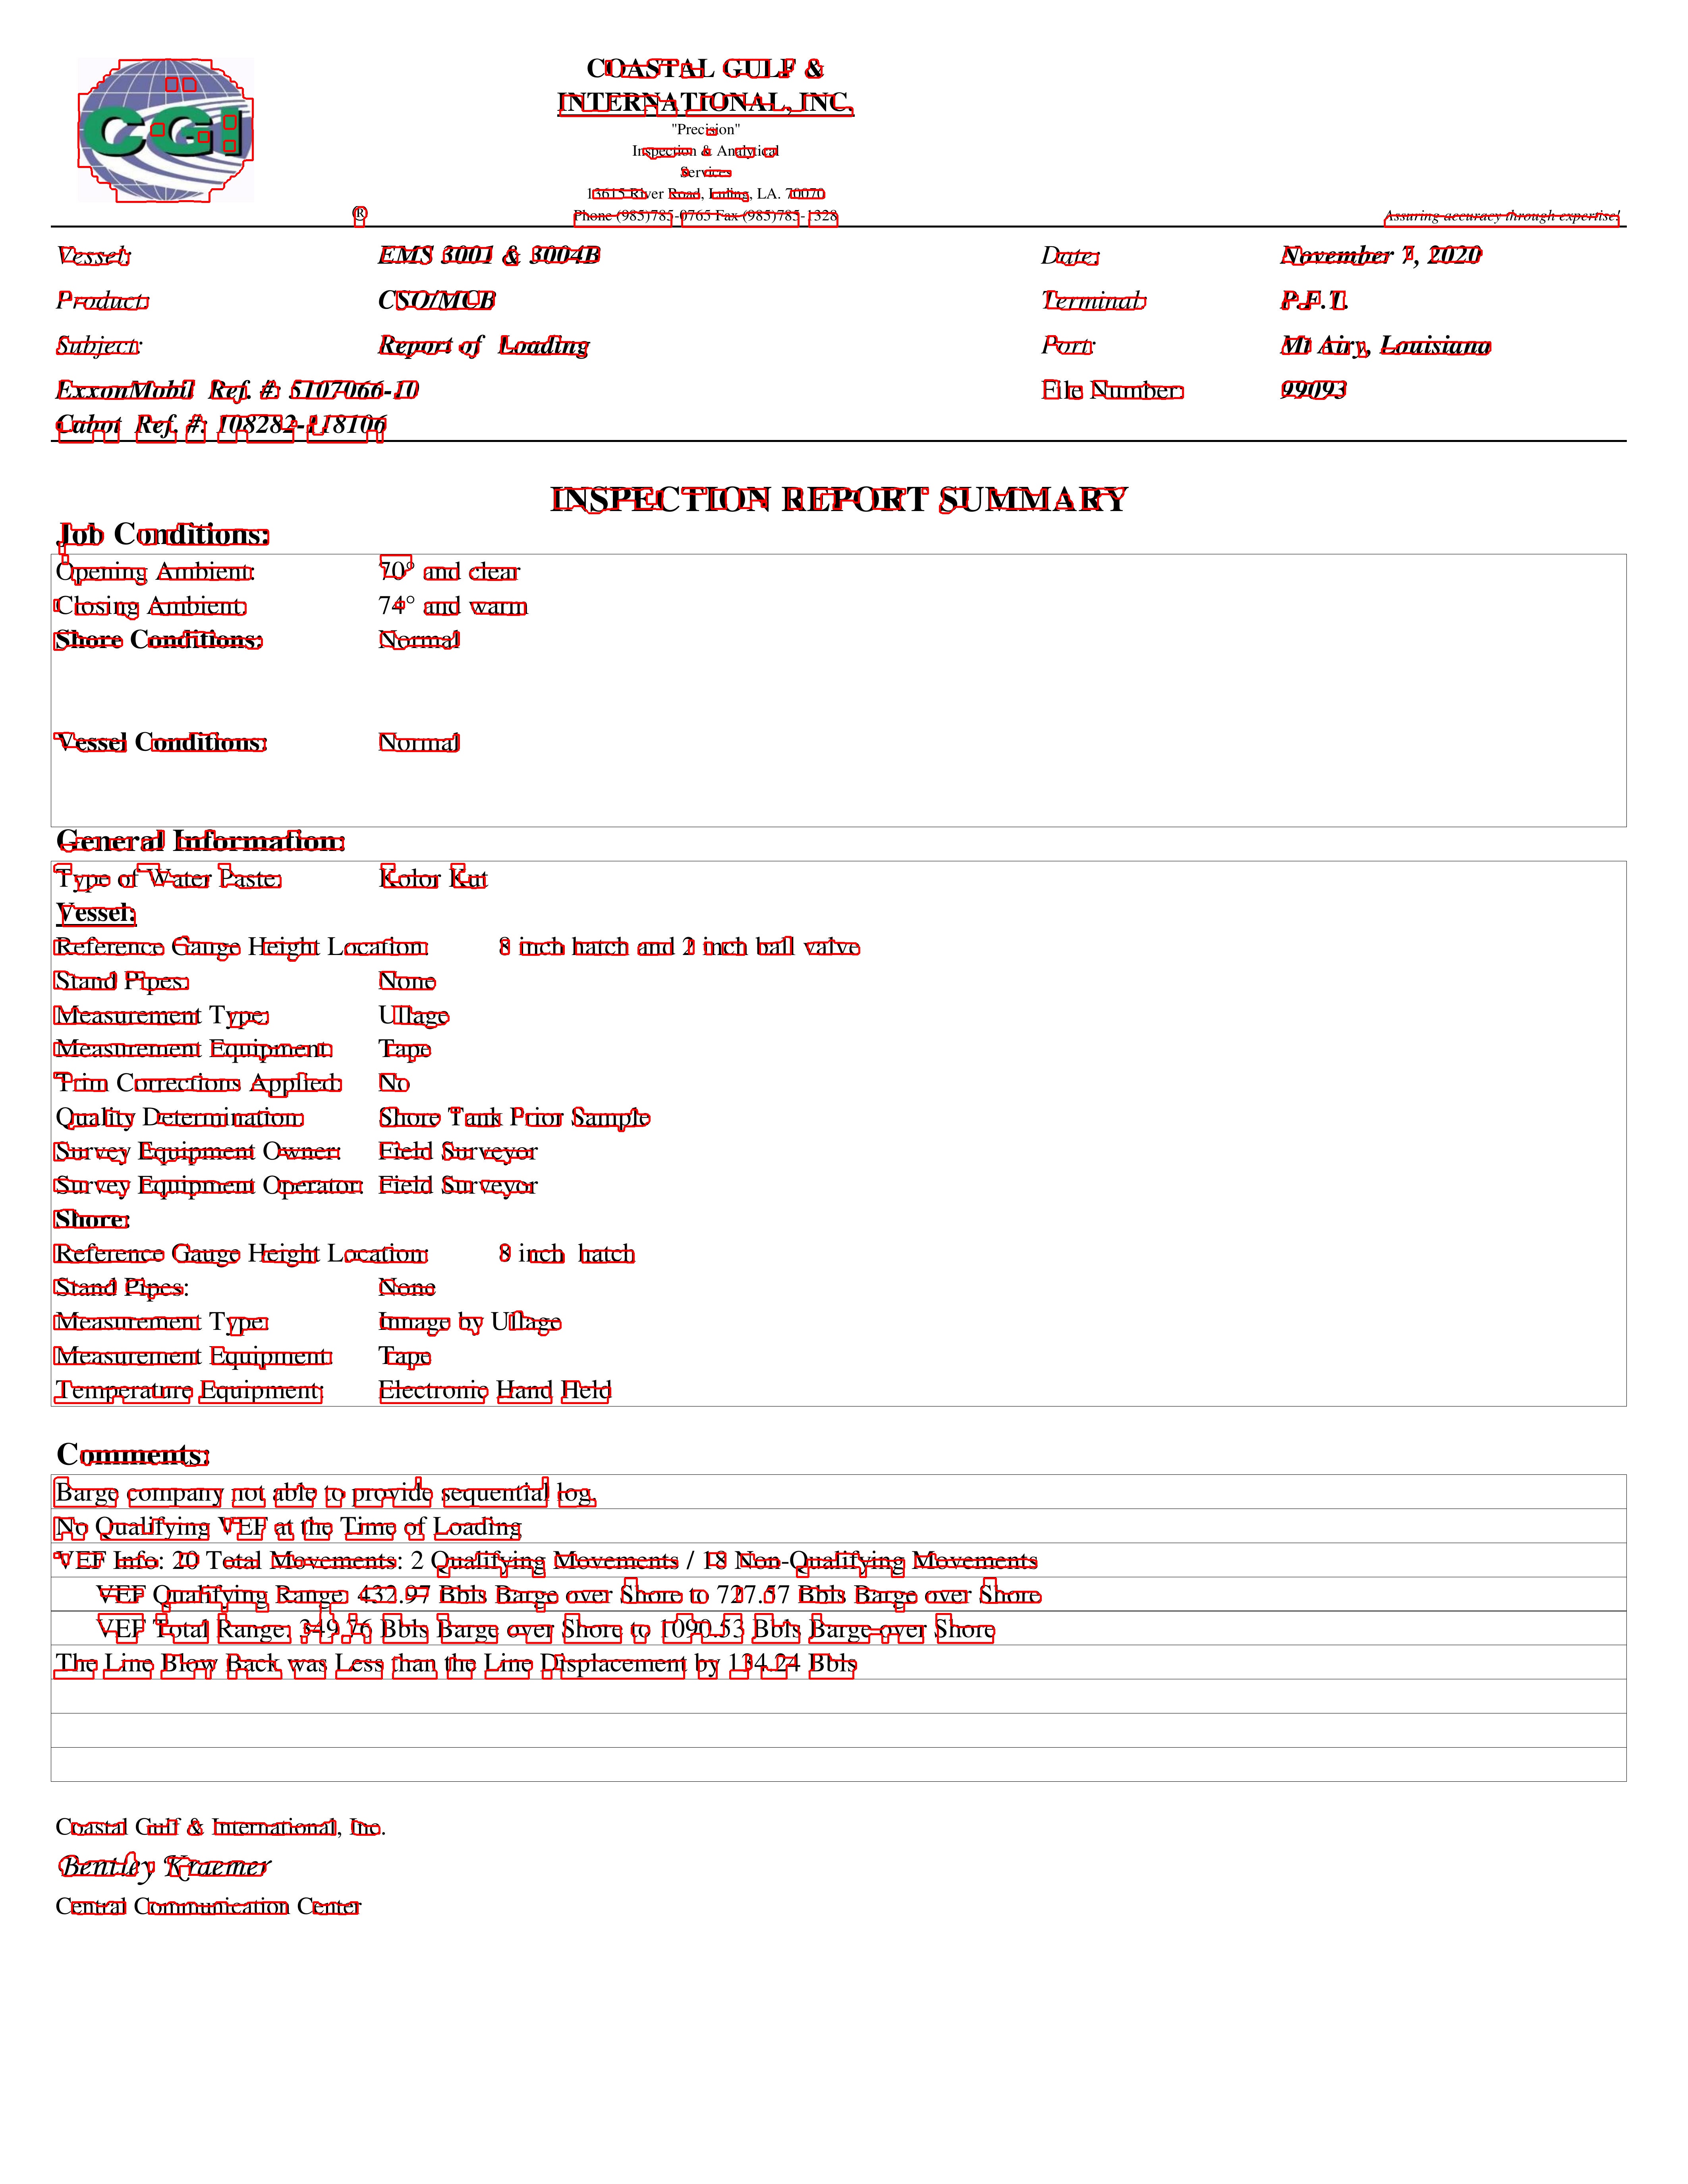 CGI
COASTAL GULF &
INTERNATIONAL, INC.
"Precision"
Inspection & Analytical
Services
13615 River Road, Luling, LA. 70070
® Phone (985)785-0765 Fax (985)785-1328 Assuring accuracy through expertise!
Vessel: EMS 3001 & 3004B Date: November 7, 2020
Product: CSO/MCB Terminal: P.F.T.
Subject: Report of Loading Port: Mt Airy, Louisiana
ExxonMobil Ref. #: 5107066-10 File Number: 99093
Cabot Ref. #: 108282-118106
INSPECTION REPORT SUMMARY
Job Conditions:
Opening Ambient: 70° and clear
Closing Ambient: 74° and warm
Shore Conditions: Normal
Vessel Conditions: Normal
General Information:
Type of Water Paste: Kolor Kut
Vessel:
Reference Gauge Height Location: 8 inch hatch and 2 inch ball valve
Stand Pipes: None
Measurement Type: Ullage
Measurement Equipment: Tape
Trim Corrections Applied: No
Quality Determination: Shore Tank Prior Sample
Survey Equipment Owner: Field Surveyor
Survey Equipment Operator: Field Surveyor
Shore:
Reference Gauge Height Location: 8 inch hatch
Stand Pipes: None
Measurement Type: Innage by Ullage
Measurement Equipment: Tape
Temperature Equipment: Electronic Hand Held
Comments:
Barge company not able to provide sequential log.
No Qualifying VEF at the Time of Loading
VEF Info: 20 Total Movements: 2 Qualifying Movements / 18 Non-Qualifying Movements
VEF Qualifying Range: 432.97 Bbls Barge over Shore to 727.57 Bbls Barge over Shore
VEF Total Range: 349.76 Bbls Barge over Shore to 1090.53 Bbls Barge over Shore
The Line Blow Back was Less than the Line Displacement by 134.24 Bbls
Coastal Gulf & International, Inc.
Bentley Kraemer
Central Communication Center